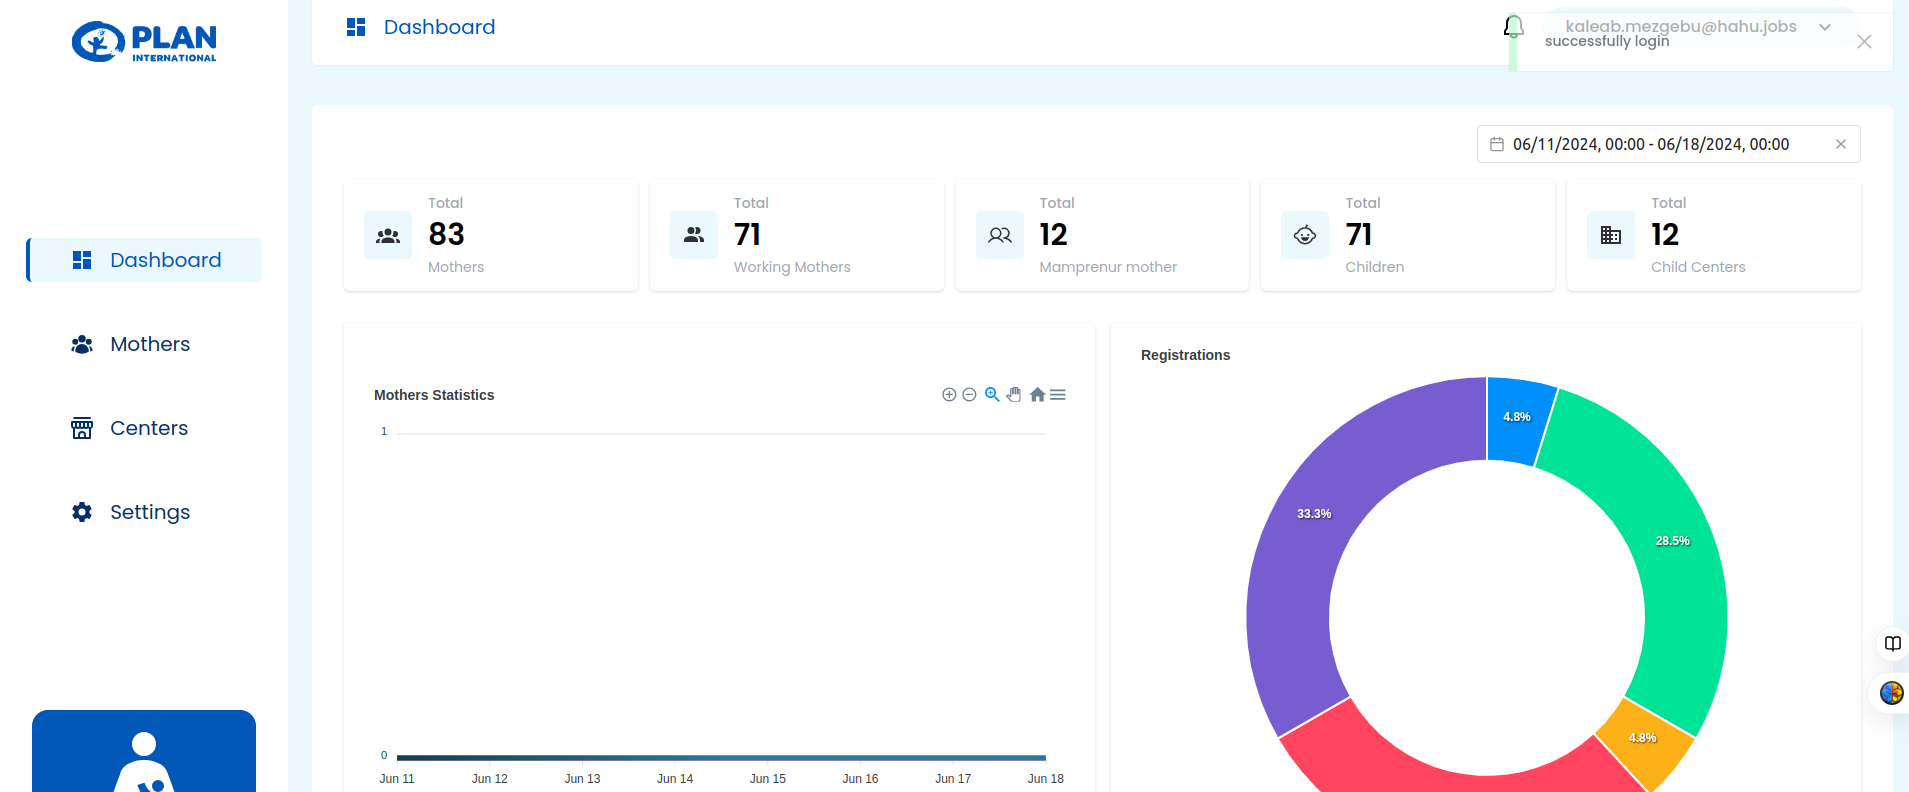 PLAN
INTERNATIONAL
Dashboard
kaleab.mezgebu@hahu.jobs
successfully login
Dashboard
Mothers
Centers
Settings
06/11/2024, 00:00 - 06/18/2024, 00:00
Total
83
Mothers
Total
71
Working Mothers
Total
12
Mamprenur mother
Total
71
Children
Total
12
Child Centers
Mothers Statistics
1
0
Jun 11 Jun 12 Jun 13 Jun 14 Jun 15 Jun 16 Jun 17 Jun 18
Registrations
4.8%
33.3%
28.5%
4.8%